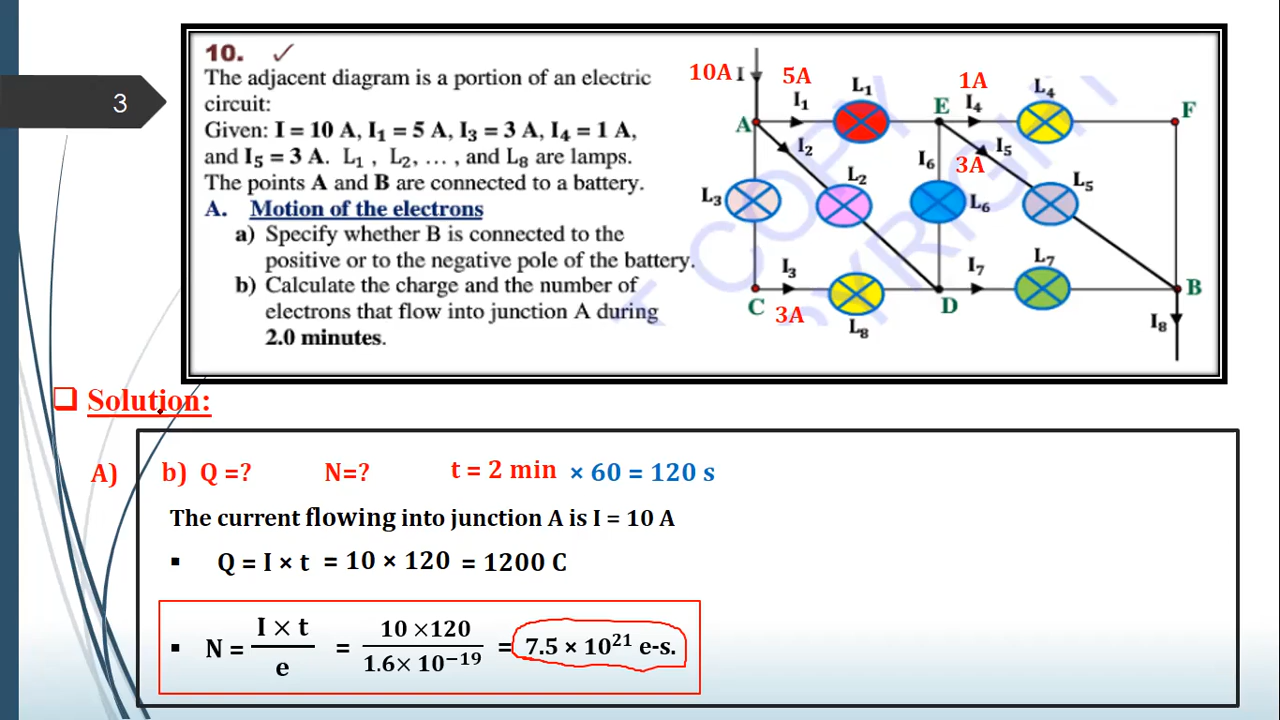 3
10. ✓
The adjacent diagram is a portion of an electric
circuit:
Given: I = 10 A, I₁ = 5 A, I₃ = 3 A, I₄ = 1 A,
and I₅ = 3 A. L₁ , L₂, … , and L₈ are lamps.
The points A and B are connected to a battery.
A. Motion of the electrons
a) Specify whether B is connected to the
positive or to the negative pole of the battery.
b) Calculate the charge and the number of
electrons that flow into junction A during
2.0 minutes.
10A I 5A 1A
I₁ L₁ E I₄ L₄ F
A I₂ I₆ 3A I₅
L₃ L₂ L₆ L₅
I₃ I₇ L₇
C 3A L₈ D B
I₈
COPY
COPYRIGHT
❑ Solution:
A) b) Q =? N=? t = 2 min × 60 = 120 s
The current flowing into junction A is I = 10 A
▪ Q = I × t = 10 × 120 = 1200 C
▪ N = I × t / e = 10 ×120 / 1.6× 10⁻¹⁹ = 7.5 × 10²¹ e-s.